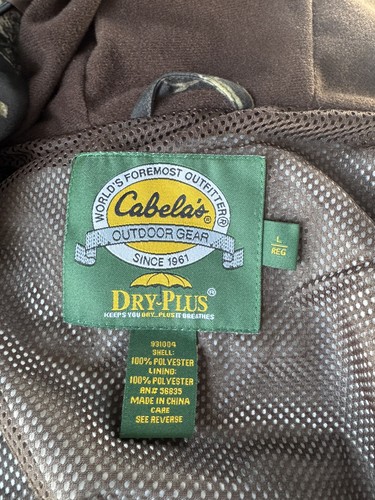 WORLD'S FOREMOST OUTFITTER®
Cabela's®
OUTDOOR GEAR
SINCE 1961
DRY-PLUS®
KEEPS YOU DRY...PLUS IT BREATHES
L
REG
931004
SHELL:
100% POLYESTER
LINING:
100% POLYESTER
RN# 56835
MADE IN CHINA
CARE
SEE REVERSE